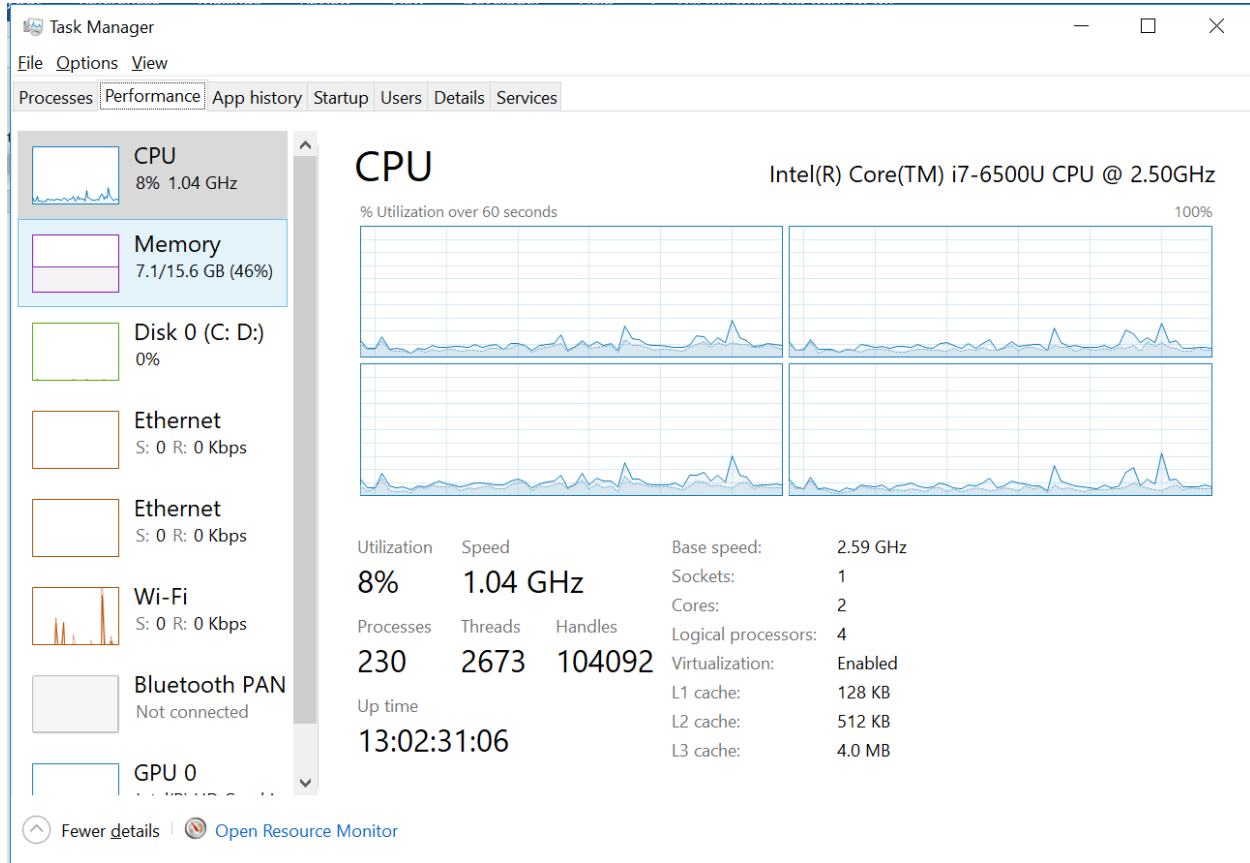 Task Manager
File Options View
Processes Performance App history Startup Users Details Services
CPU
8% 1.04 GHz
Memory
7.1/15.6 GB (46%)
Disk 0 (C: D:)
0%
Ethernet
S: 0 R: 0 Kbps
Ethernet
S: 0 R: 0 Kbps
Wi-Fi
S: 0 R: 0 Kbps
Bluetooth PAN
Not connected
GPU 0
CPU
Intel(R) Core(TM) i7-6500U CPU @ 2.50GHz
% Utilization over 60 seconds 100%
Utilization Speed
8% 1.04 GHz
Processes Threads Handles
230 2673 104092
Up time
13:02:31:06
Base speed: 2.59 GHz
Sockets: 1
Cores: 2
Logical processors: 4
Virtualization: Enabled
L1 cache: 128 KB
L2 cache: 512 KB
L3 cache: 4.0 MB
Fewer details Open Resource Monitor